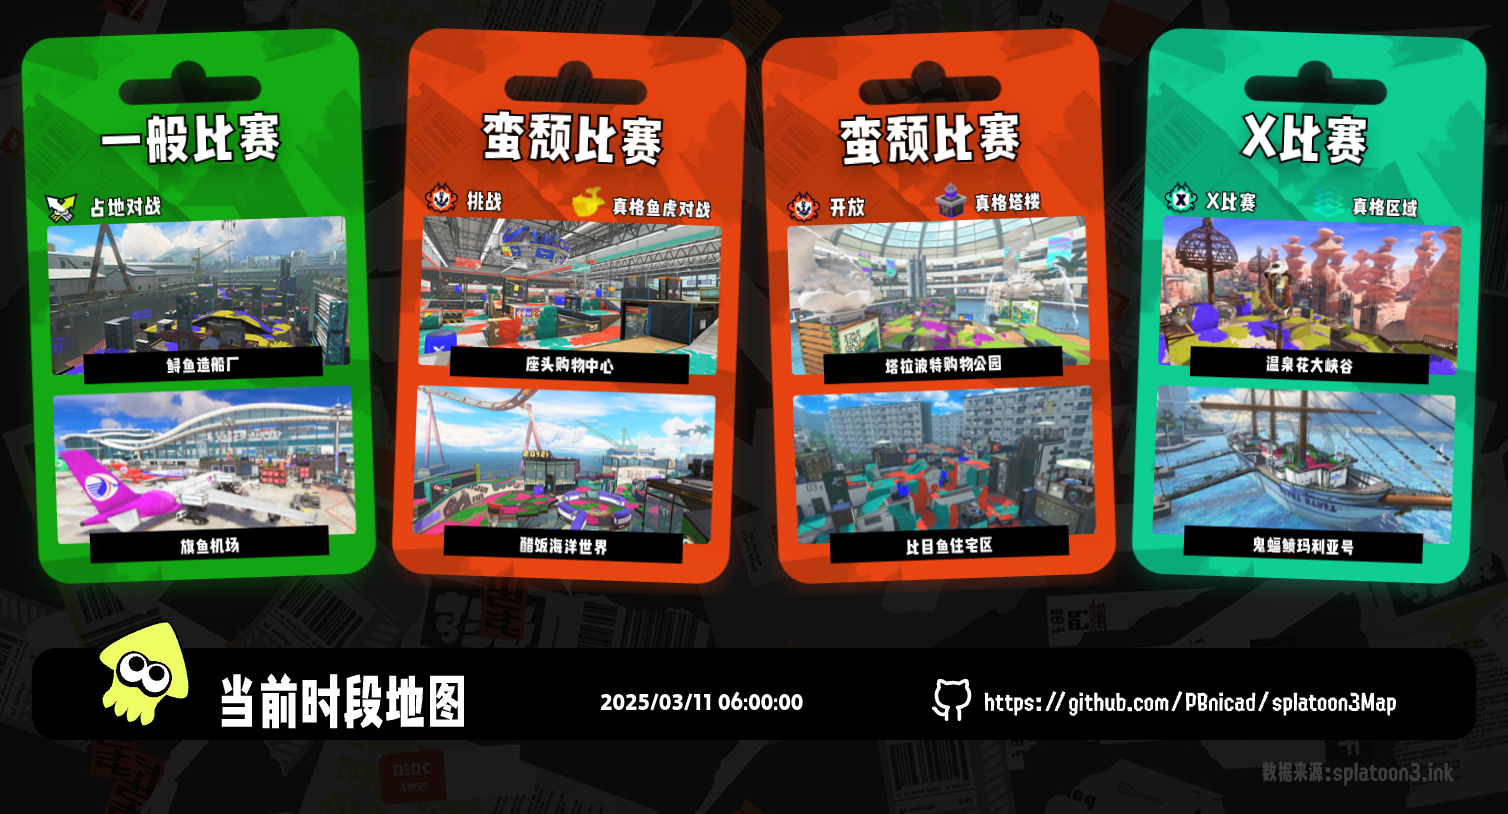 一般比赛
占地对战
鲟鱼造船厂
旗鱼机场
蛮颓比赛
挑战
真格鱼虎对战
座头购物中心
醋饭海洋世界
蛮颓比赛
开放
真格塔楼
塔拉波特购物公园
比目鱼住宅区
X比赛
X比赛
真格区域
温泉花大峡谷
鬼蝠鲼玛利亚号
当前时段地图
2025/03/11 06:00:00
https://github.com/PBnicad/splatoon3Map
数据来源:splatoon3.ink